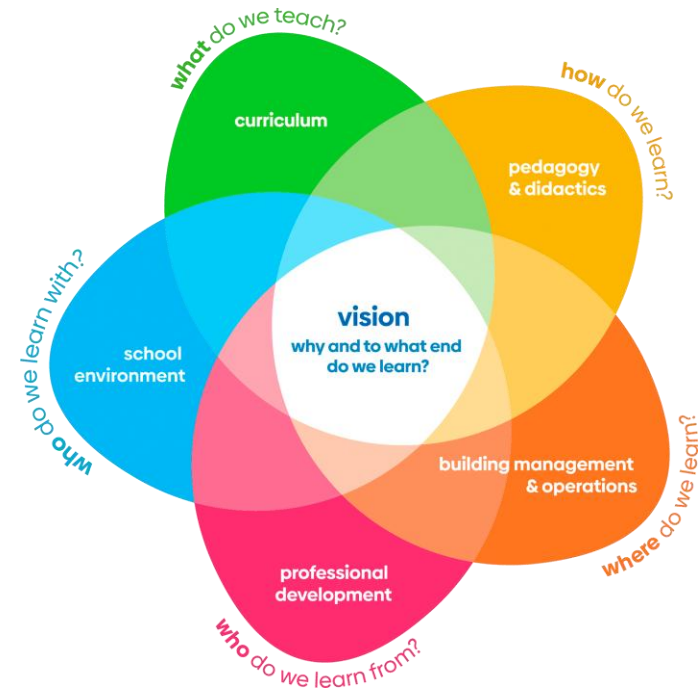 what do we teach?
curriculum
how do we learn?
pedagogy
& didactics
vision
why and to what end
do we learn?
who do we learn with?
school
environment
building management
& operations
where do we learn?
professional
development
who do we learn from?